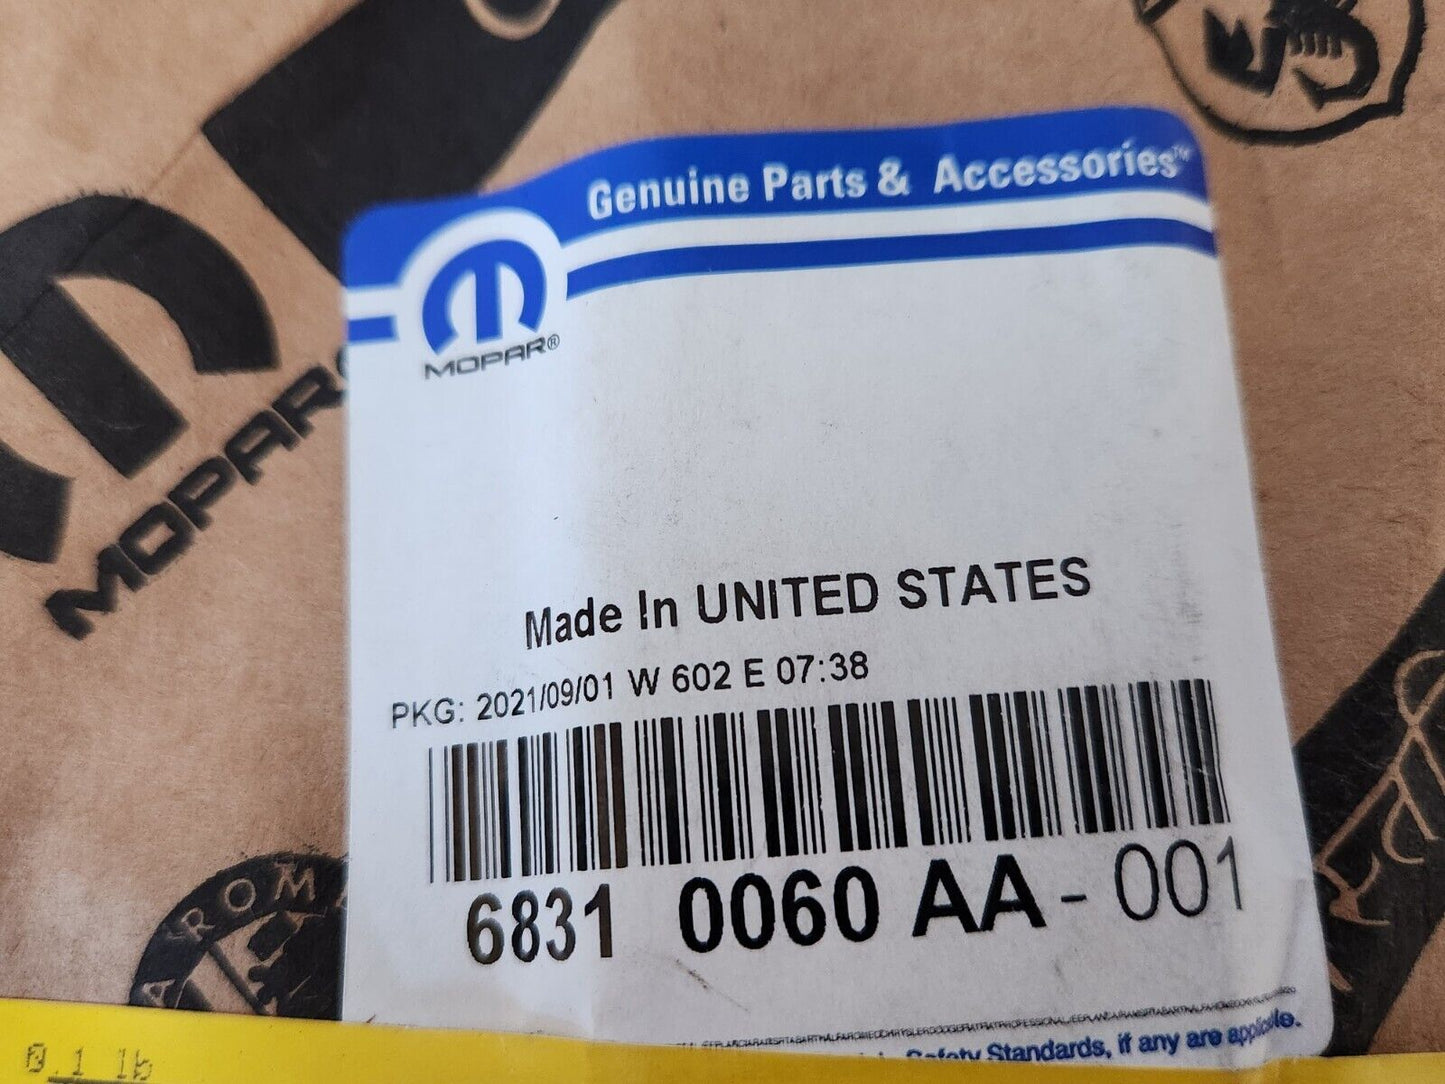 Genuine Parts & Accessories™
MOPAR®
MOPAR®
Made In UNITED STATES
PKG: 2021/09/01 W 602 E 07:38
6831 0060 AA - 001
ROM
Safety Standards, if any are applicable.
0.1 lb